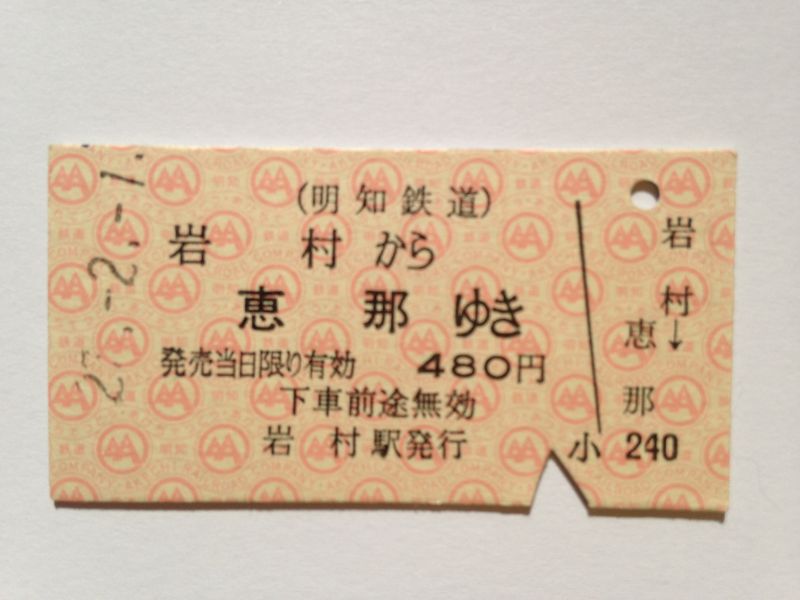 (明知鉄道)
岩村から
恵那ゆき
発売当日限り有効 480円
下車前途無効
岩村駅発行
小
岩村→恵那
240
-2.-1.